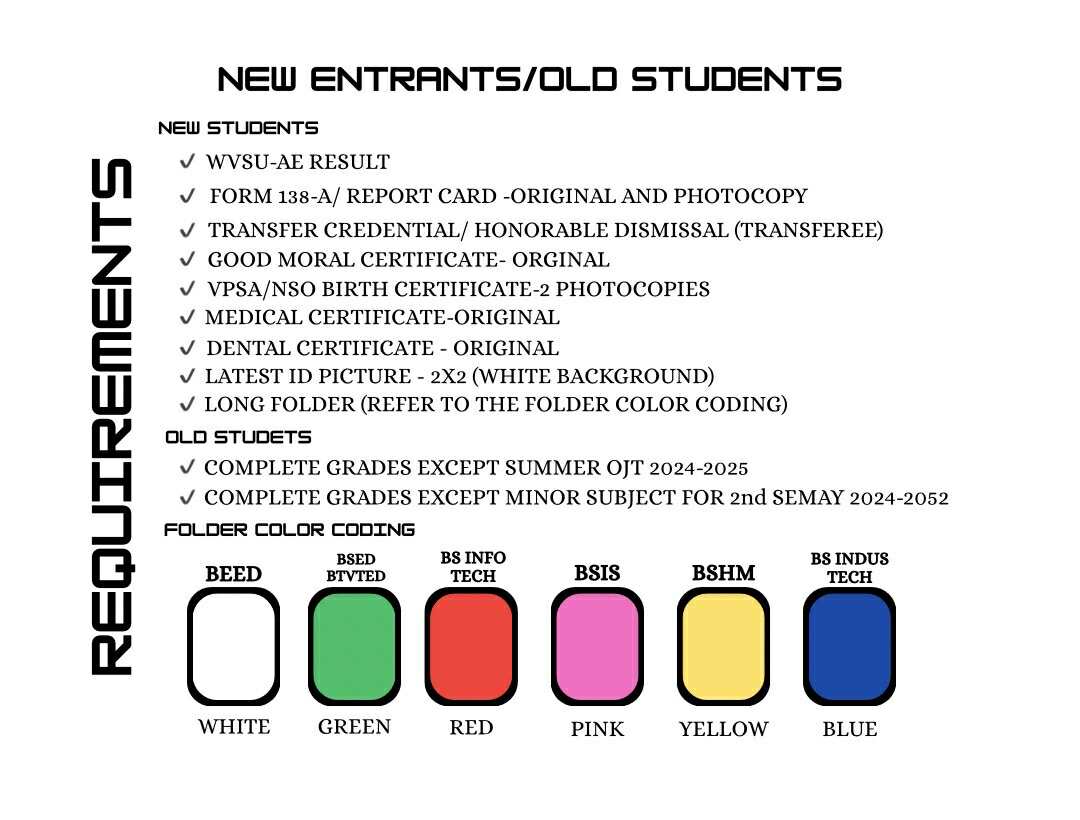 NEW ENTRANTS/OLD STUDENTS
REQUIREMENTS
NEW STUDENTS
WVSU-AE RESULT
FORM 138-A/ REPORT CARD -ORIGINAL AND PHOTOCOPY
TRANSFER CREDENTIAL/ HONORABLE DISMISSAL (TRANSFEREE)
GOOD MORAL CERTIFICATE- ORGINAL
VPSA/NSO BIRTH CERTIFICATE-2 PHOTOCOPIES
MEDICAL CERTIFICATE-ORIGINAL
DENTAL CERTIFICATE - ORIGINAL
LATEST ID PICTURE - 2X2 (WHITE BACKGROUND)
LONG FOLDER (REFER TO THE FOLDER COLOR CODING)
OLD STUDETS
COMPLETE GRADES EXCEPT SUMMER OJT 2024-2025
COMPLETE GRADES EXCEPT MINOR SUBJECT FOR 2nd SEMAY 2024-2052
FOLDER COLOR CODING
BEED
BSED
BTVTED
BS INFO
TECH
BSIS
BSHM
BS INDUS
TECH
WHITE
GREEN
RED
PINK
YELLOW
BLUE